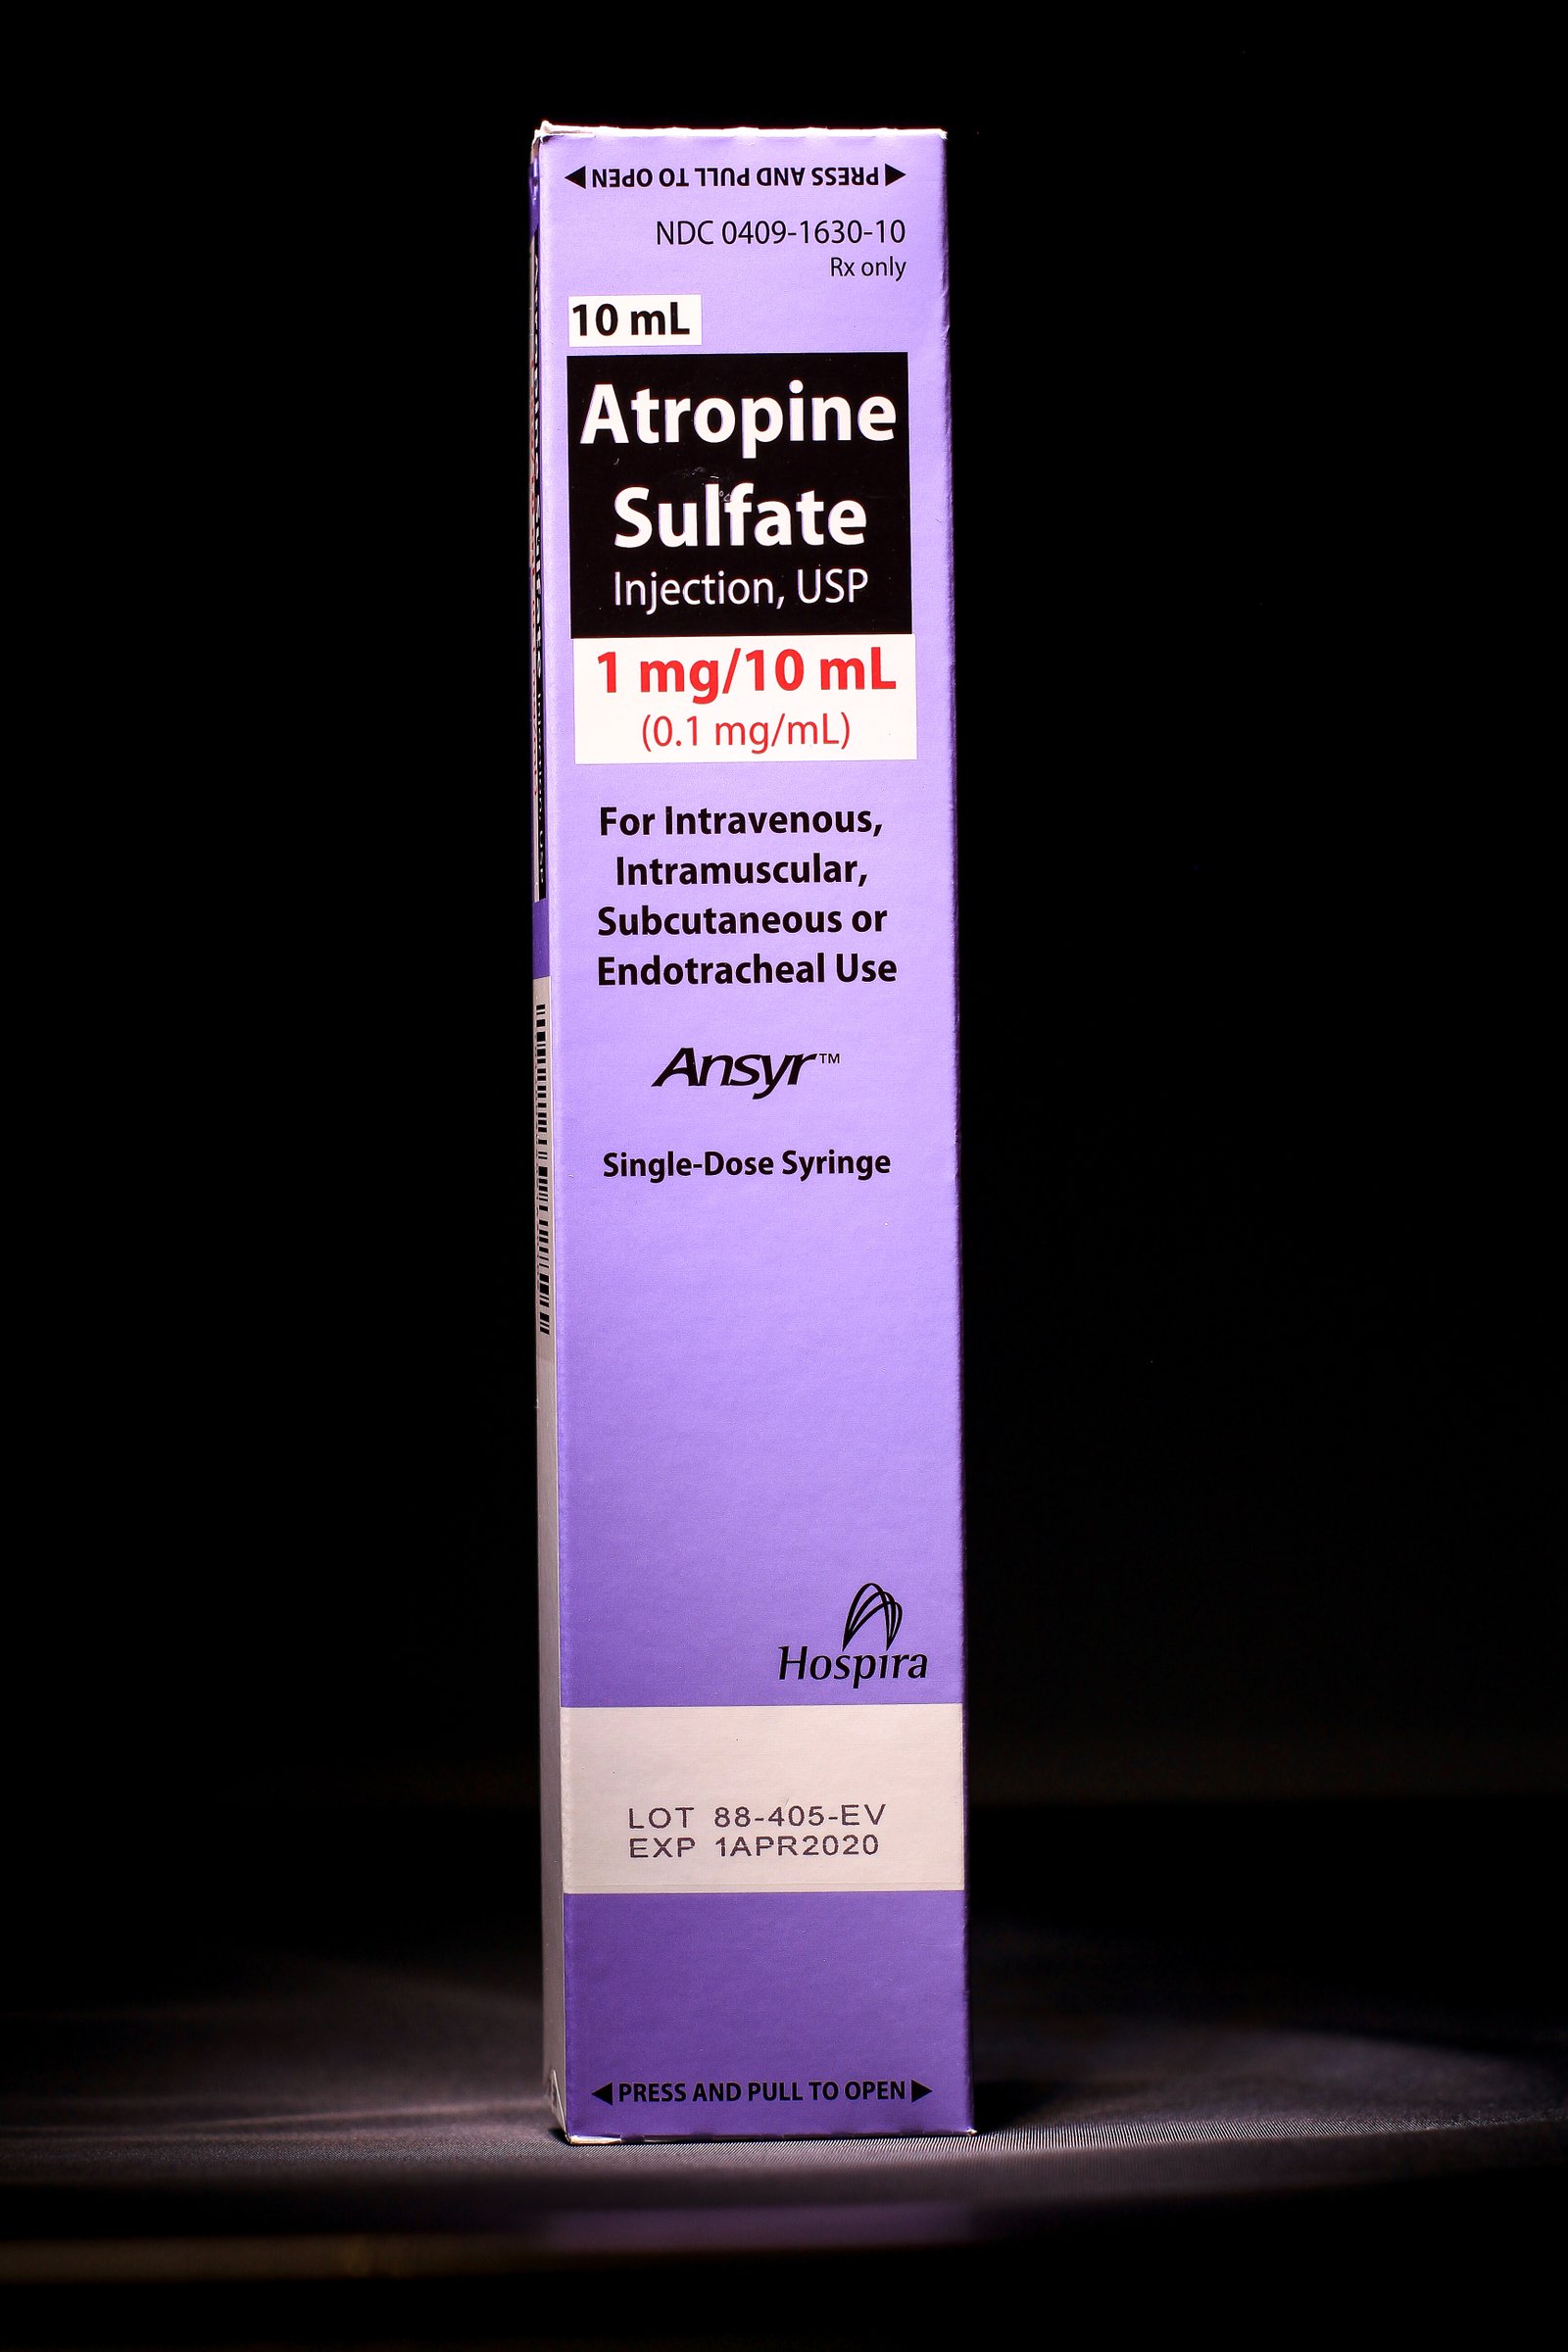 PRESS AND PULL TO OPEN
NDC 0409-1630-10
Rx only
10 mL
Atropine
Sulfate
Injection, USP
1 mg/10 mL
(0.1 mg/mL)
For Intravenous,
Intramuscular,
Subcutaneous or
Endotracheal Use
Ansyr™
Single-Dose Syringe
Hospira
LOT 88-405-EV
EXP 1APR2020
PRESS AND PULL TO OPEN